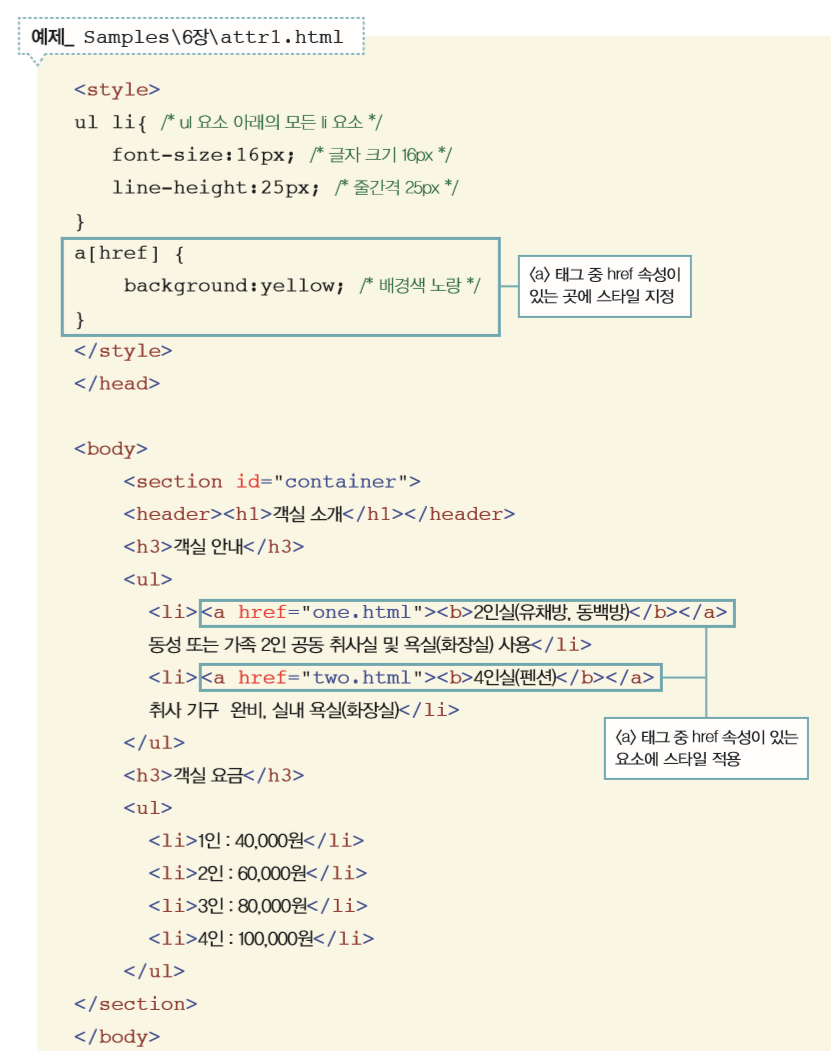 예제_ Samples\6장\attr1.html
<style>
ul li{ /* ul 요소 아래의 모든 li 요소 */
font-size:16px; /* 글자 크기 16px */
line-height:25px; /* 줄간격 25px */
}
a[href] {
background:yellow; /* 배경색 노랑 */
}
〈a〉 태그 중 href 속성이
있는 곳에 스타일 지정
</style>
</head>
<body>
<section id="container">
<header><h1>객실 소개</h1></header>
<h3>객실 안내</h3>
<ul>
<li><a href="one.html"><b>2인실(유채방, 동백방)</b></a>
동성 또는 가족 2인 공동 취사실 및 욕실(화장실) 사용</li>
<li><a href="two.html"><b>4인실(펜션)</b></a>
취사 기구 완비, 실내 욕실(화장실)</li>
〈a〉 태그 중 href 속성이 있는
요소에 스타일 적용
</ul>
<h3>객실 요금</h3>
<ul>
<li>1인 : 40,000원</li>
<li>2인 : 60,000원</li>
<li>3인 : 80,000원</li>
<li>4인 : 100,000원</li>
</ul>
</section>
</body>